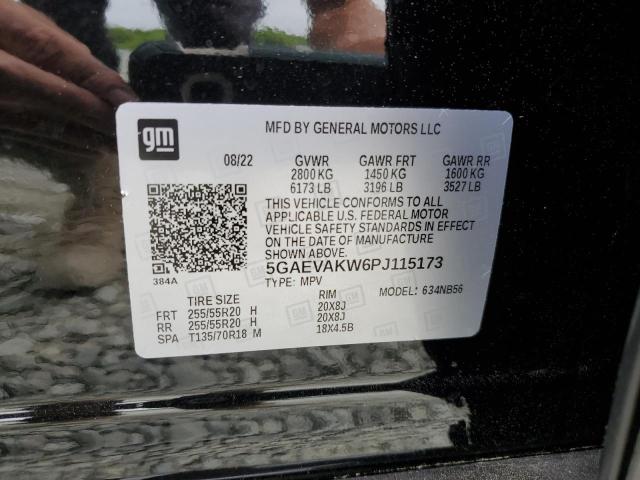 gm
MFD BY GENERAL MOTORS LLC
08/22 GVWR GAWR FRT GAWR RR
2800 KG 1450 KG 1600 KG
6173 LB 3196 LB 3527 LB
THIS VEHICLE CONFORMS TO ALL
APPLICABLE U.S. FEDERAL MOTOR
VEHICLE SAFETY STANDARDS IN EFFECT
ON THE DATE OF MANUFACTURE
SHOWN ABOVE.
5GAEVAKW6PJ115173
384A TYPE: MPV MODEL: 634NB56
TIRE SIZE RIM
FRT 255/55R20 H 20X8J
RR 255/55R20 H 20X8J
SPA T135/70R18 M 18X4.5B